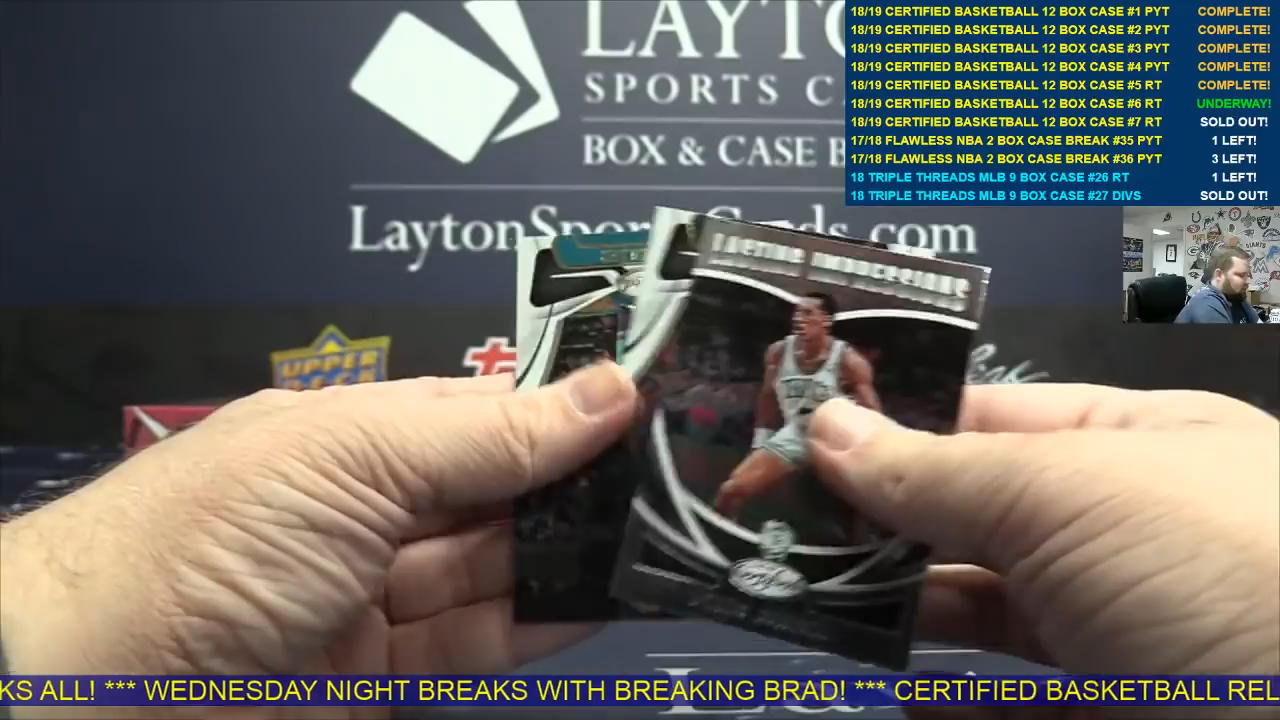 18/19 CERTIFIED BASKETBALL 12 BOX CASE #1 PYT COMPLETE!
18/19 CERTIFIED BASKETBALL 12 BOX CASE #2 PYT COMPLETE!
18/19 CERTIFIED BASKETBALL 12 BOX CASE #3 PYT COMPLETE!
18/19 CERTIFIED BASKETBALL 12 BOX CASE #4 PYT COMPLETE!
18/19 CERTIFIED BASKETBALL 12 BOX CASE #5 RT COMPLETE!
18/19 CERTIFIED BASKETBALL 12 BOX CASE #6 RT UNDERWAY!
18/19 CERTIFIED BASKETBALL 12 BOX CASE #7 RT SOLD OUT!
17/18 FLAWLESS NBA 2 BOX CASE BREAK #35 PYT 1 LEFT!
17/18 FLAWLESS NBA 2 BOX CASE BREAK #36 PYT 3 LEFT!
18 TRIPLE THREADS MLB 9 BOX CASE #26 RT 1 LEFT!
18 TRIPLE THREADS MLB 9 BOX CASE #27 DIVS SOLD OUT!
LAYTO
SPORTS C
BOX & CASE B
LaytonSports Cards.com
UPPER
DECK
KS ALL! *** WEDNESDAY NIGHT BREAKS WITH BREAKING BRAD! *** CERTIFIED BASKETBALL REL